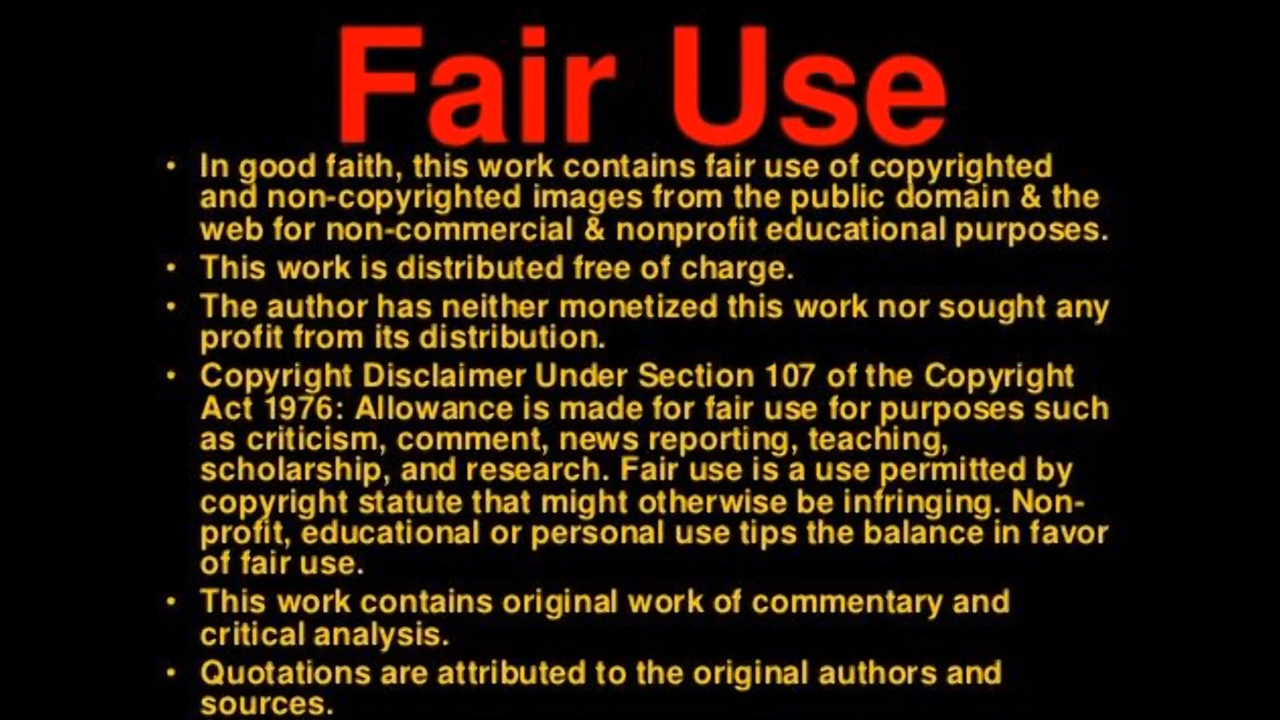 Fair Use
• In good faith, this work contains fair use of copyrighted
and non-copyrighted images from the public domain & the
web for non-commercial & nonprofit educational purposes.
• This work is distributed free of charge.
• The author has neither monetized this work nor sought any
profit from its distribution.
• Copyright Disclaimer Under Section 107 of the Copyright
Act 1976: Allowance is made for fair use for purposes such
as criticism, comment, news reporting, teaching,
scholarship, and research. Fair use is a use permitted by
copyright statute that might otherwise be infringing. Non-
profit, educational or personal use tips the balance in favor
of fair use.
• This work contains original work of commentary and
critical analysis.
• Quotations are attributed to the original authors and
sources.